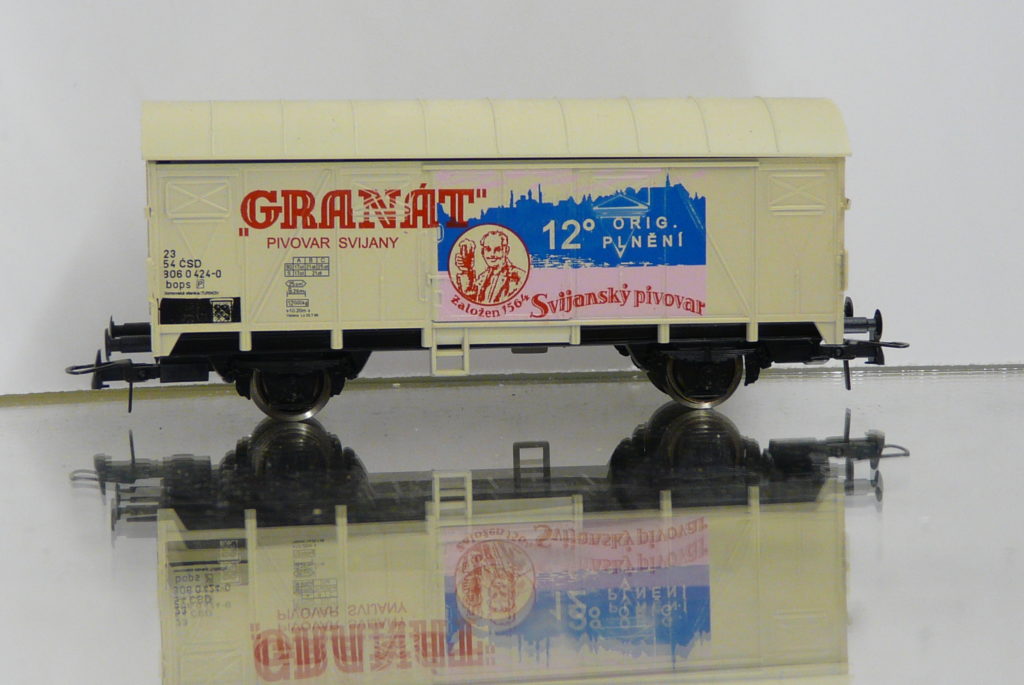 „GRANÁT"
PIVOVAR SVIJANY
12° ORIG.
PLNĚNÍ
Založen 1564
Svijanský pivovar
23
54 ČSD
806 0 424-0
bops P
A B C